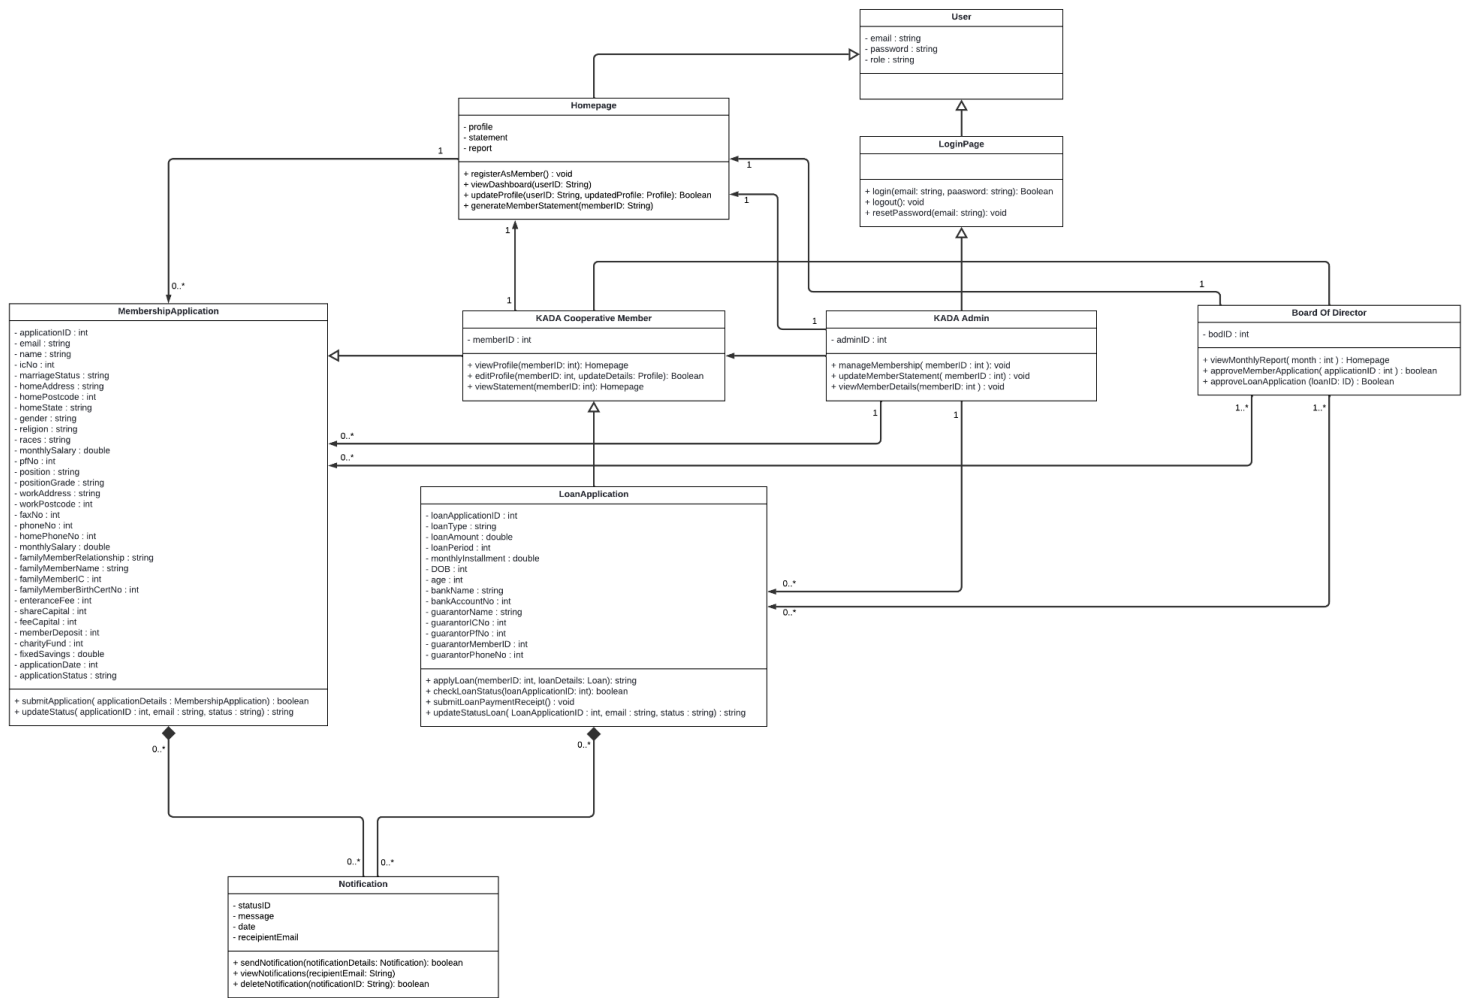 User
- email : string
- password : string
- role : string
Homepage
- profile
- statement
- report
+ registerAsMember() : void
+ viewDashboard(userID: String)
+ updateProfile(userID: String, updatedProfile: Profile): Boolean
+ generateMemberStatement(memberID: String)
LoginPage
+ login(email: string, paasword: string): Boolean
+ logout(): void
+ resetPassword(email: string): void
1
1
1
1
1
1
1
0..*
MembershipApplication
- applicationID : int
- email : string
- name : string
- icNo : int
- marriageStatus : string
- homeAddress : string
- homePostcode : int
- homeState : string
- gender : string
- religion : string
- races : string
- monthlySalary : double
- pfNo : int
- position : string
- positionGrade : string
- workAddress : string
- workPostcode : int
- faxNo : int
- phoneNo : int
- homePhoneNo : int
- monthlySalary : double
- familyMemberRelationship : string
- familyMemberName : string
- familyMemberIC : int
- familyMemberBirthCertNo : int
- enteranceFee : int
- shareCapital : int
- feeCapital : int
- memberDeposit : int
- charityFund : int
- fixedSavings : double
- applicationDate : int
- applicationStatus : string
+ submitApplication( applicationDetails : MembershipApplication) : boolean
+ updateStatus( applicationID : int, email : string, status : string) : string
KADA Cooperative Member
- memberID : int
+ viewProfile(memberID: int): Homepage
+ editProfile(memberID: int, updateDetails: Profile): Boolean
+ viewStatement(memberID: int): Homepage
KADA Admin
- adminID : int
+ manageMembership( memberID : int ): void
+ updateMemberStatement( memberID : int) : void
+ viewMemberDetails(memberID: int ) : void
Board Of Director
- bodID : int
+ viewMonthlyReport( month : int ) : Homepage
+ approveMemberApplication( applicationID : int ) : boolean
+ approveLoanApplication (loanID: ID) : Boolean
1
1
1..*
1..*
0..*
0..*
LoanApplication
- loanApplicationID : int
- loanType : string
- loanAmount : double
- loanPeriod : int
- monthlyInstallment : double
- DOB : int
- age : int
- bankName : string
- bankAccountNo : int
- guarantorName : string
- guarantorICNo : int
- guarantorPfNo : int
- guarantorMemberID : int
- guarantorPhoneNo : int
+ applyLoan(memberID: int, loanDetails: Loan): string
+ checkLoanStatus(loanApplicationID: int): boolean
+ submitLoanPaymentReceipt() : void
+ updateStatusLoan( LoanApplicationID : int, email : string, status : string) : string
0..*
0..*
0..*
0..*
0..*
0..*
Notification
- statusID
- message
- date
- receipientEmail
+ sendNotification(notificationDetails: Notification): boolean
+ viewNotifications(recipientEmail: String)
+ deleteNotification(notificationID: String): boolean